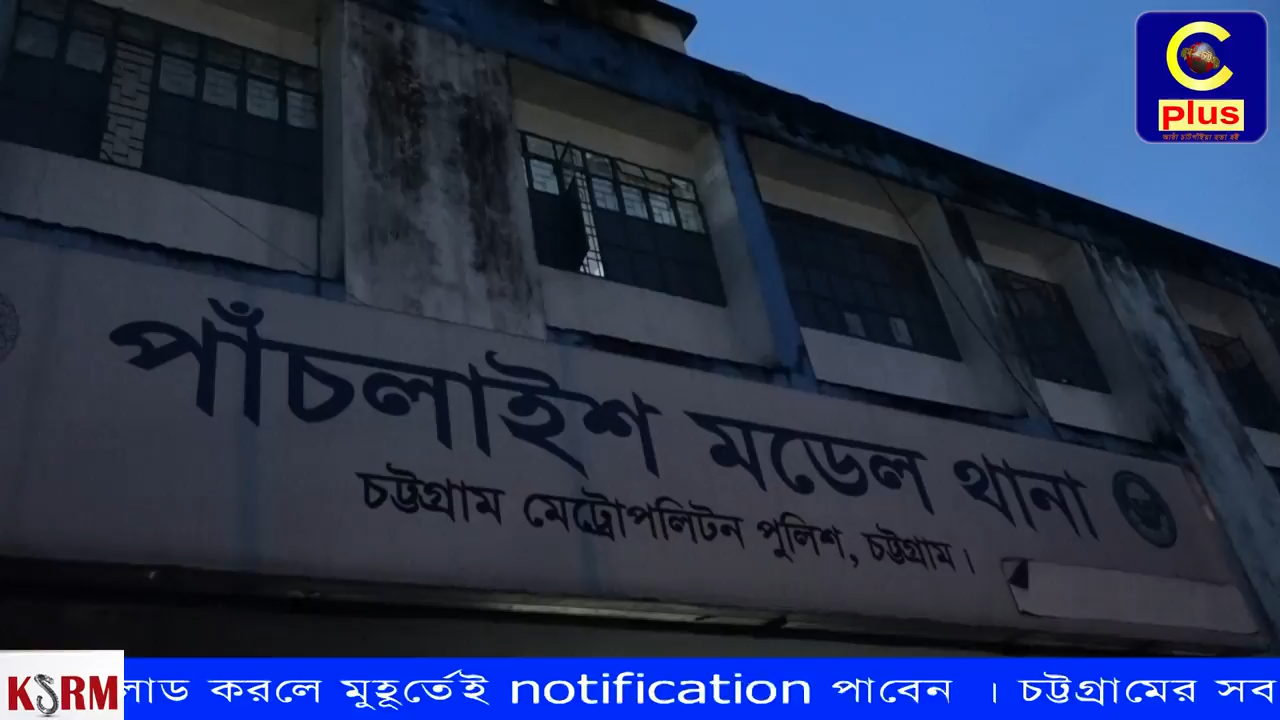 C
plus
পাঁচলাইশ মডেল থানা
চট্টগ্রাম মেট্রোপলিটন পুলিশ, চট্টগ্রাম।
KSRM
লোড করলে মুহূর্তেই notification পাবেন । চট্টগ্রামের সব